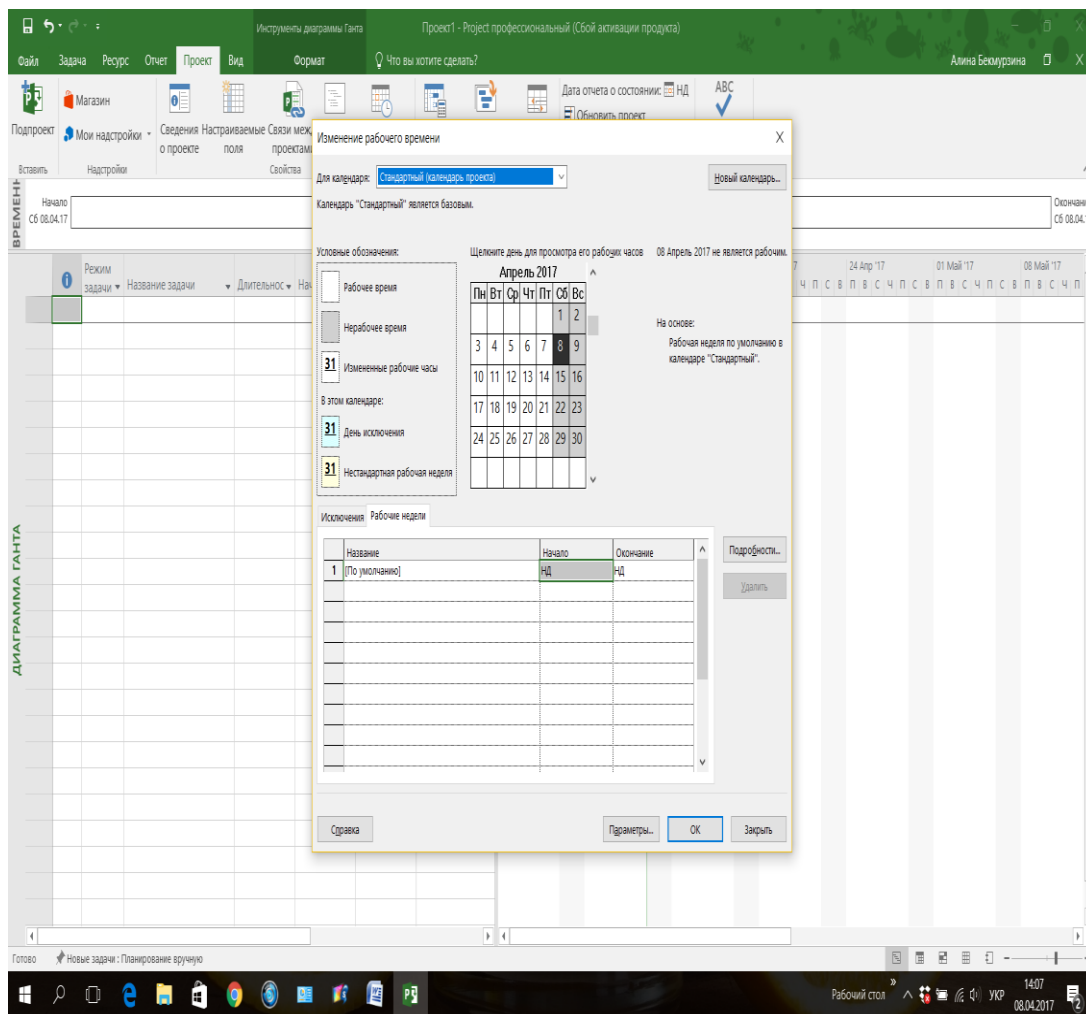 Инструменты диаграммы Ганта
Проект1 - Project профессиональный (Сбой активации продукта)
Файл Задача Ресурс Отчет Проект Вид Формат Что вы хотите сделать? Алина Бекмурзина
Подпроект
Магазин
Мои надстройки
Сведения о проекте
Настраиваемые поля
Связи меж
проектами
Дата отчета о состоянии: НД
Обновить проект
ABC
Вставить Надстройки Свойства
ВРЕМЕН
Начало
Сб 08.04.17
Окончани
Сб 08.04.
Режим задачи Название задачи Длительнос На
24 Апр '17 01 Май '17 08 Май '17
Ч П С В П В С Ч П С В П В С Ч П С В П В С Ч П
ДИАГРАММА ГАНТА
Изменение рабочего времени
Для календаря: Стандартный (календарь проекта) Новый календарь...
Календарь "Стандартный" является базовым.
Условные обозначения:
Рабочее время
Нерабочее время
31 Измененные рабочие часы
В этом календаре:
31 День исключения
31 Нестандартная рабочая неделя
Щелкните день для просмотра его рабочих часов
Апрель 2017
Пн Вт Ср Чт Пт Сб Вс
1 2
3 4 5 6 7 8 9
10 11 12 13 14 15 16
17 18 19 20 21 22 23
24 25 26 27 28 29 30
08 Апрель 2017 не является рабочим.
На основе:
Рабочая неделя по умолчанию в
календаре "Стандартный".
Исключения Рабочие недели
Название Начало Окончание
1 [По умолчанию] НД НД
Подробности...
Удалить
Справка Параметры... ОК Закрыть
Готово Новые задачи : Планирование вручную
Рабочий стол УКР 14:07
08.04.2017
2